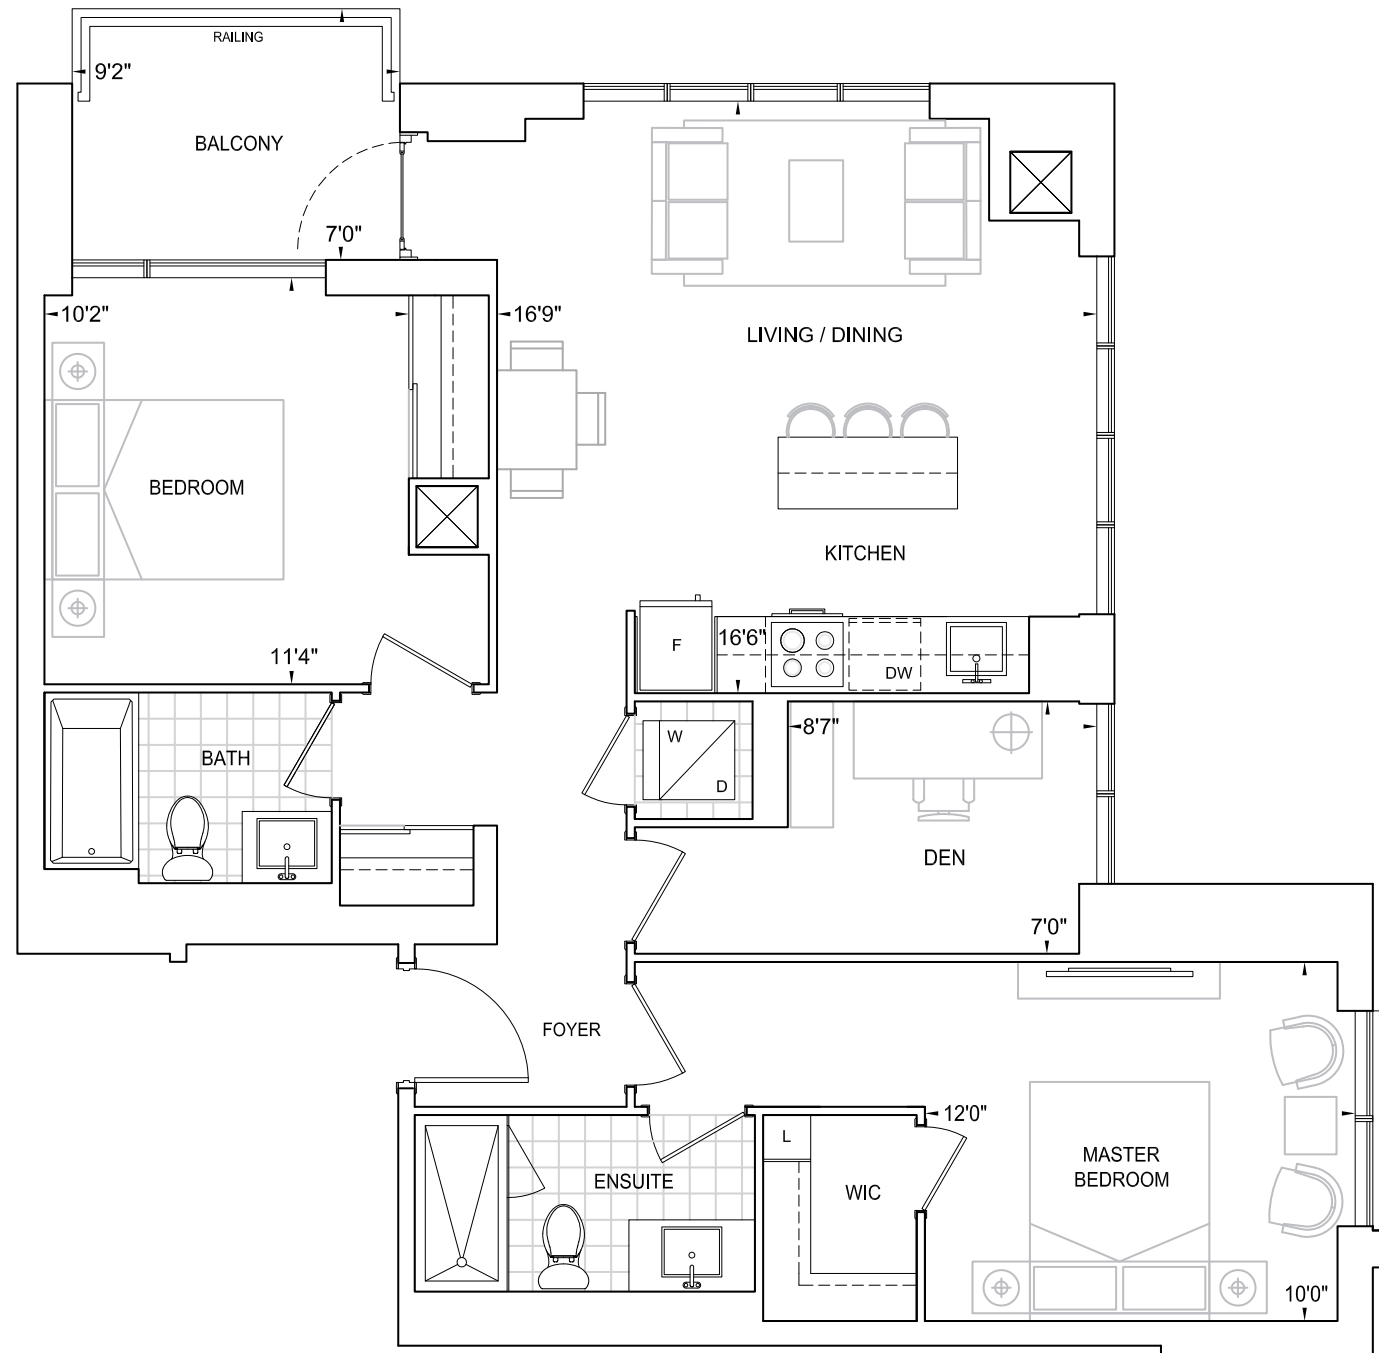 RAILING
9'2"
BALCONY
7'0"
10'2"
16'9"
LIVING / DINING
BEDROOM
KITCHEN
11'4"
F
16'6"
DW
W
D
8'7"
BATH
DEN
7'0"
FOYER
12'0"
L
MASTER
BEDROOM
ENSUITE
WIC
10'0"